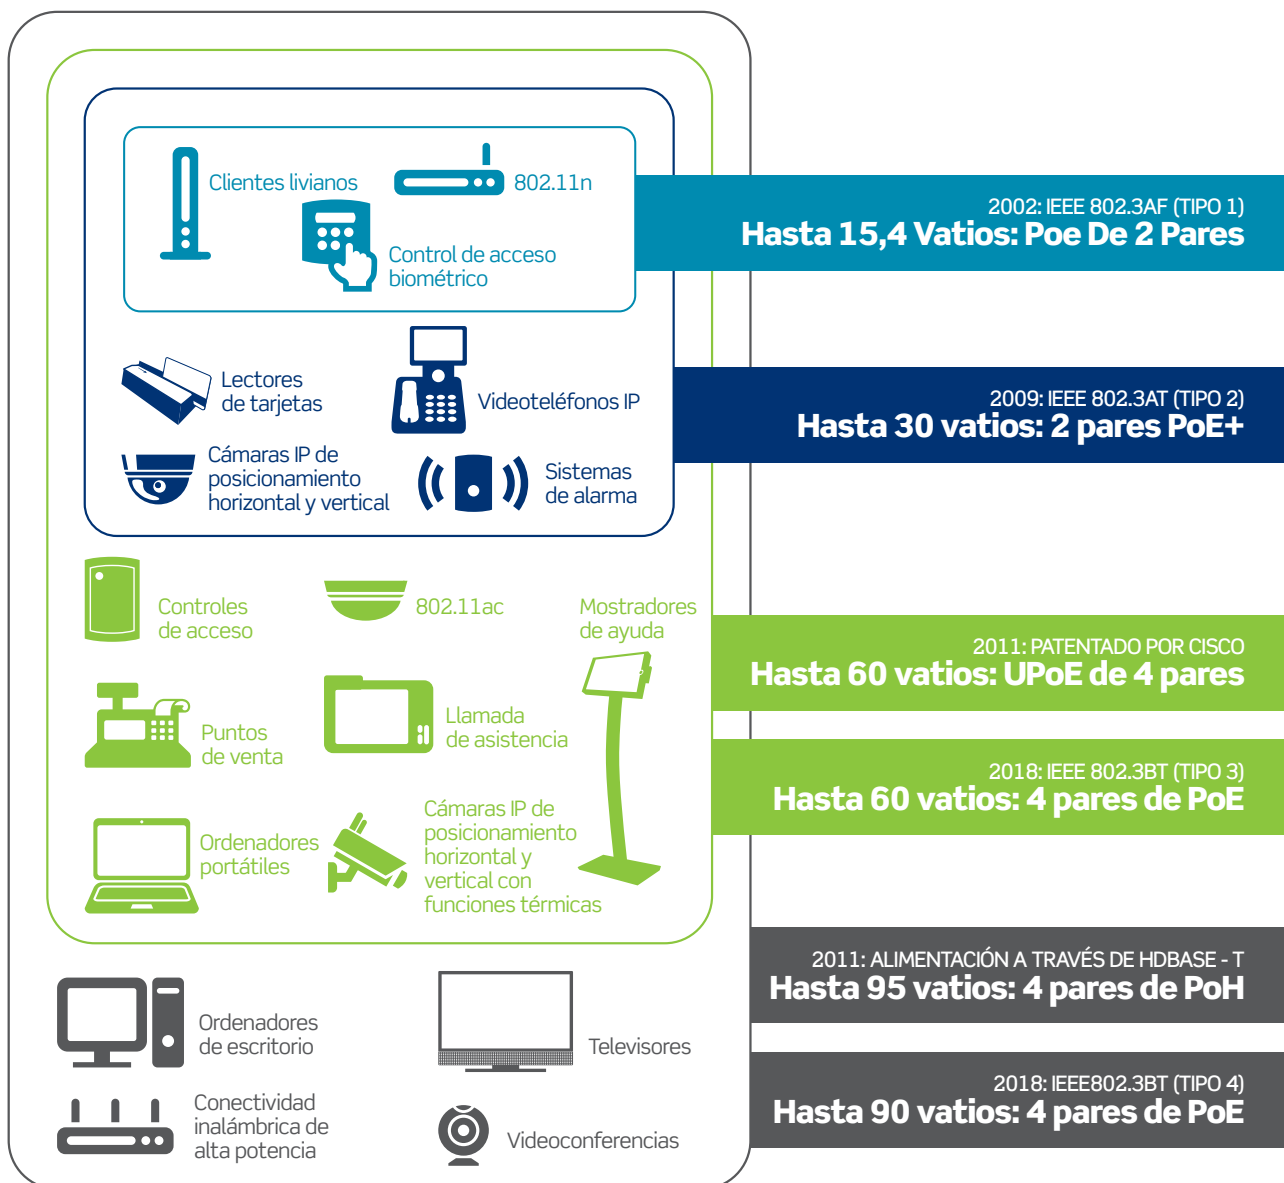 Clientes livianos
802.11n
Control de acceso
biométrico
2002: IEEE 802.3AF (TIPO 1)
Hasta 15,4 Vatios: Poe De 2 Pares
Lectores
de tarjetas
Videoteléfonos IP
Cámaras IP de
posicionamiento
horizontal y vertical
Sistemas
de alarma
2009: IEEE 802.3AT (TIPO 2)
Hasta 30 vatios: 2 pares PoE+
Controles
de acceso
802.11ac
Mostradores
de ayuda
Puntos
de venta
Llamada
de asistencia
Ordenadores
portátiles
Cámaras IP de
posicionamiento
horizontal y
vertical con
funciones térmicas
2011: PATENTADO POR CISCO
Hasta 60 vatios: UPoE de 4 pares
2018: IEEE 802.3BT (TIPO 3)
Hasta 60 vatios: 4 pares de PoE
Ordenadores
de escritorio
Televisores
Conectividad
inalámbrica de
alta potencia
Videoconferencias
2011: ALIMENTACIÓN A TRAVÉS DE HDBASE - T
Hasta 95 vatios: 4 pares de PoH
2018: IEEE802.3BT (TIPO 4)
Hasta 90 vatios: 4 pares de PoE